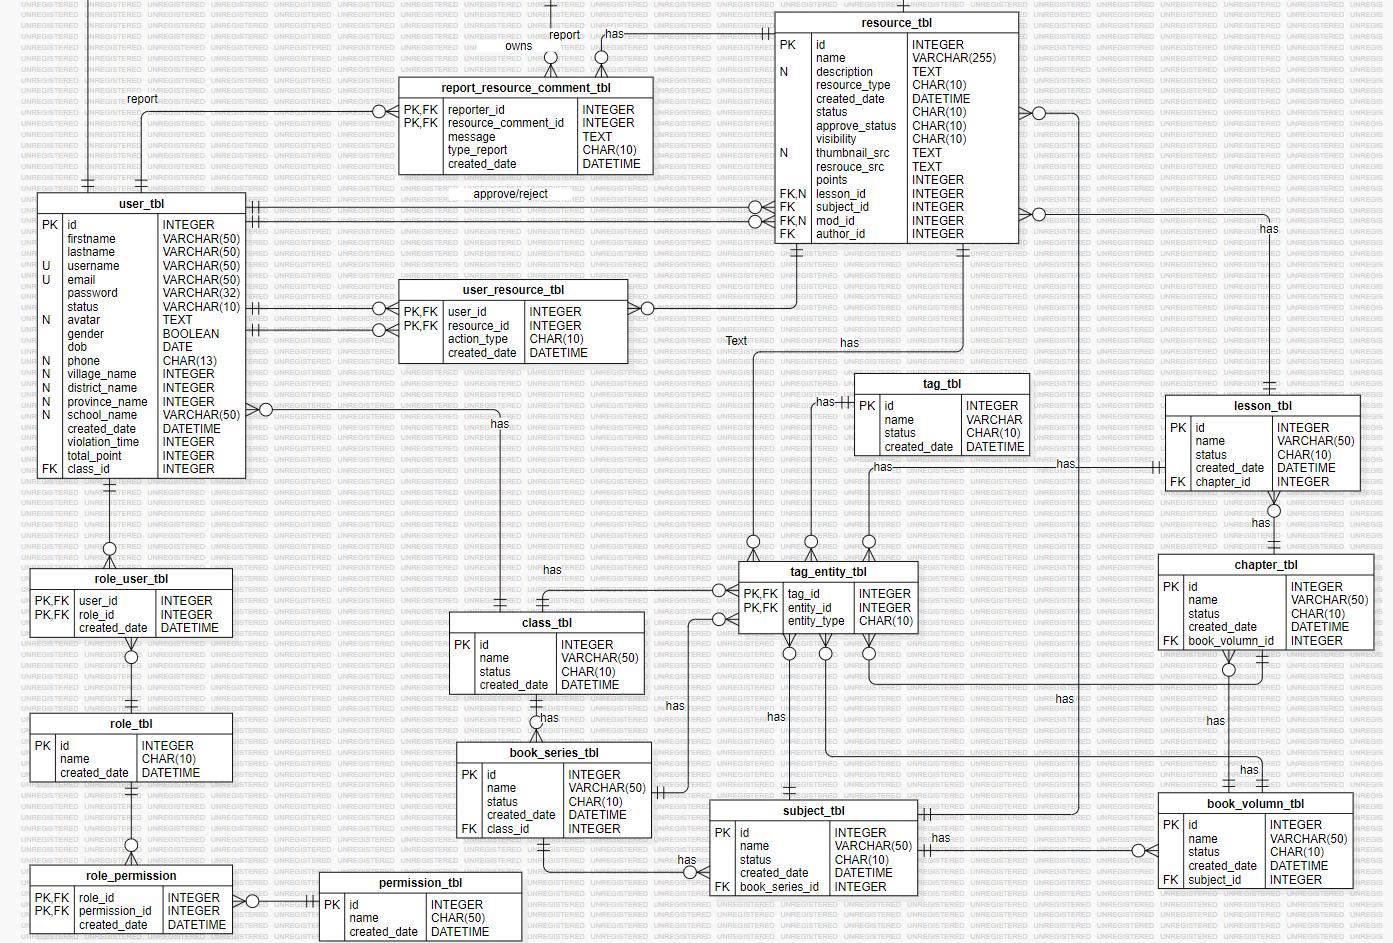 report
owns
has
report_resource_comment_tbl
PK,FK reporter_id INTEGER
PK,FK resource_comment_id INTEGER
message TEXT
type_report CHAR(10)
created_date DATETIME
report
approve/reject
resource_tbl
PK id INTEGER
name VARCHAR(255)
N description TEXT
resource_type CHAR(10)
created_date DATETIME
status CHAR(10)
approve_status CHAR(10)
visibility CHAR(10)
N thumbnail_src TEXT
resrouce_src TEXT
points INTEGER
FK,N lesson_id INTEGER
FK subject_id INTEGER
FK,N mod_id INTEGER
FK author_id INTEGER
has
user_tbl
PK id INTEGER
firstname VARCHAR(50)
lastname VARCHAR(50)
U username VARCHAR(50)
U email VARCHAR(50)
password VARCHAR(32)
status VARCHAR(10)
N avatar TEXT
gender BOOLEAN
dob DATE
N phone CHAR(13)
N village_name INTEGER
N district_name INTEGER
N province_name INTEGER
N school_name VARCHAR(50)
created_date DATETIME
violation_time INTEGER
total_point INTEGER
FK class_id INTEGER
user_resource_tbl
PK,FK user_id INTEGER
PK,FK resource_id INTEGER
action_type CHAR(10)
created_date DATETIME
Text
has
has
tag_tbl
PK id INTEGER
name VARCHAR
status CHAR(10)
created_date DATETIME
has
has
has
lesson_tbl
PK id INTEGER
name VARCHAR(50)
status CHAR(10)
created_date DATETIME
FK chapter_id INTEGER
has
chapter_tbl
PK id INTEGER
name VARCHAR(50)
status CHAR(10)
created_date DATETIME
FK book_volumn_id INTEGER
has
tag_entity_tbl
PK,FK tag_id INTEGER
PK,FK entity_id INTEGER
entity_type CHAR(10)
role_user_tbl
PK,FK user_id INTEGER
PK,FK role_id INTEGER
created_date DATETIME
class_tbl
PK id INTEGER
name VARCHAR(50)
status CHAR(10)
created_date DATETIME
has
has
has
has
has
has
role_tbl
PK id INTEGER
name CHAR(10)
created_date DATETIME
book_series_tbl
PK id INTEGER
name VARCHAR(50)
status CHAR(10)
created_date DATETIME
FK class_id INTEGER
subject_tbl
PK id INTEGER
name VARCHAR(50)
status CHAR(10)
created_date DATETIME
FK book_series_id INTEGER
has
has
book_volumn_tbl
PK id INTEGER
name VARCHAR(50)
status CHAR(10)
created_date DATETIME
FK subject_id INTEGER
role_permission
PK,FK role_id INTEGER
PK,FK permission_id INTEGER
created_date DATETIME
permission_tbl
PK id INTEGER
name CHAR(50)
created_date DATETIME